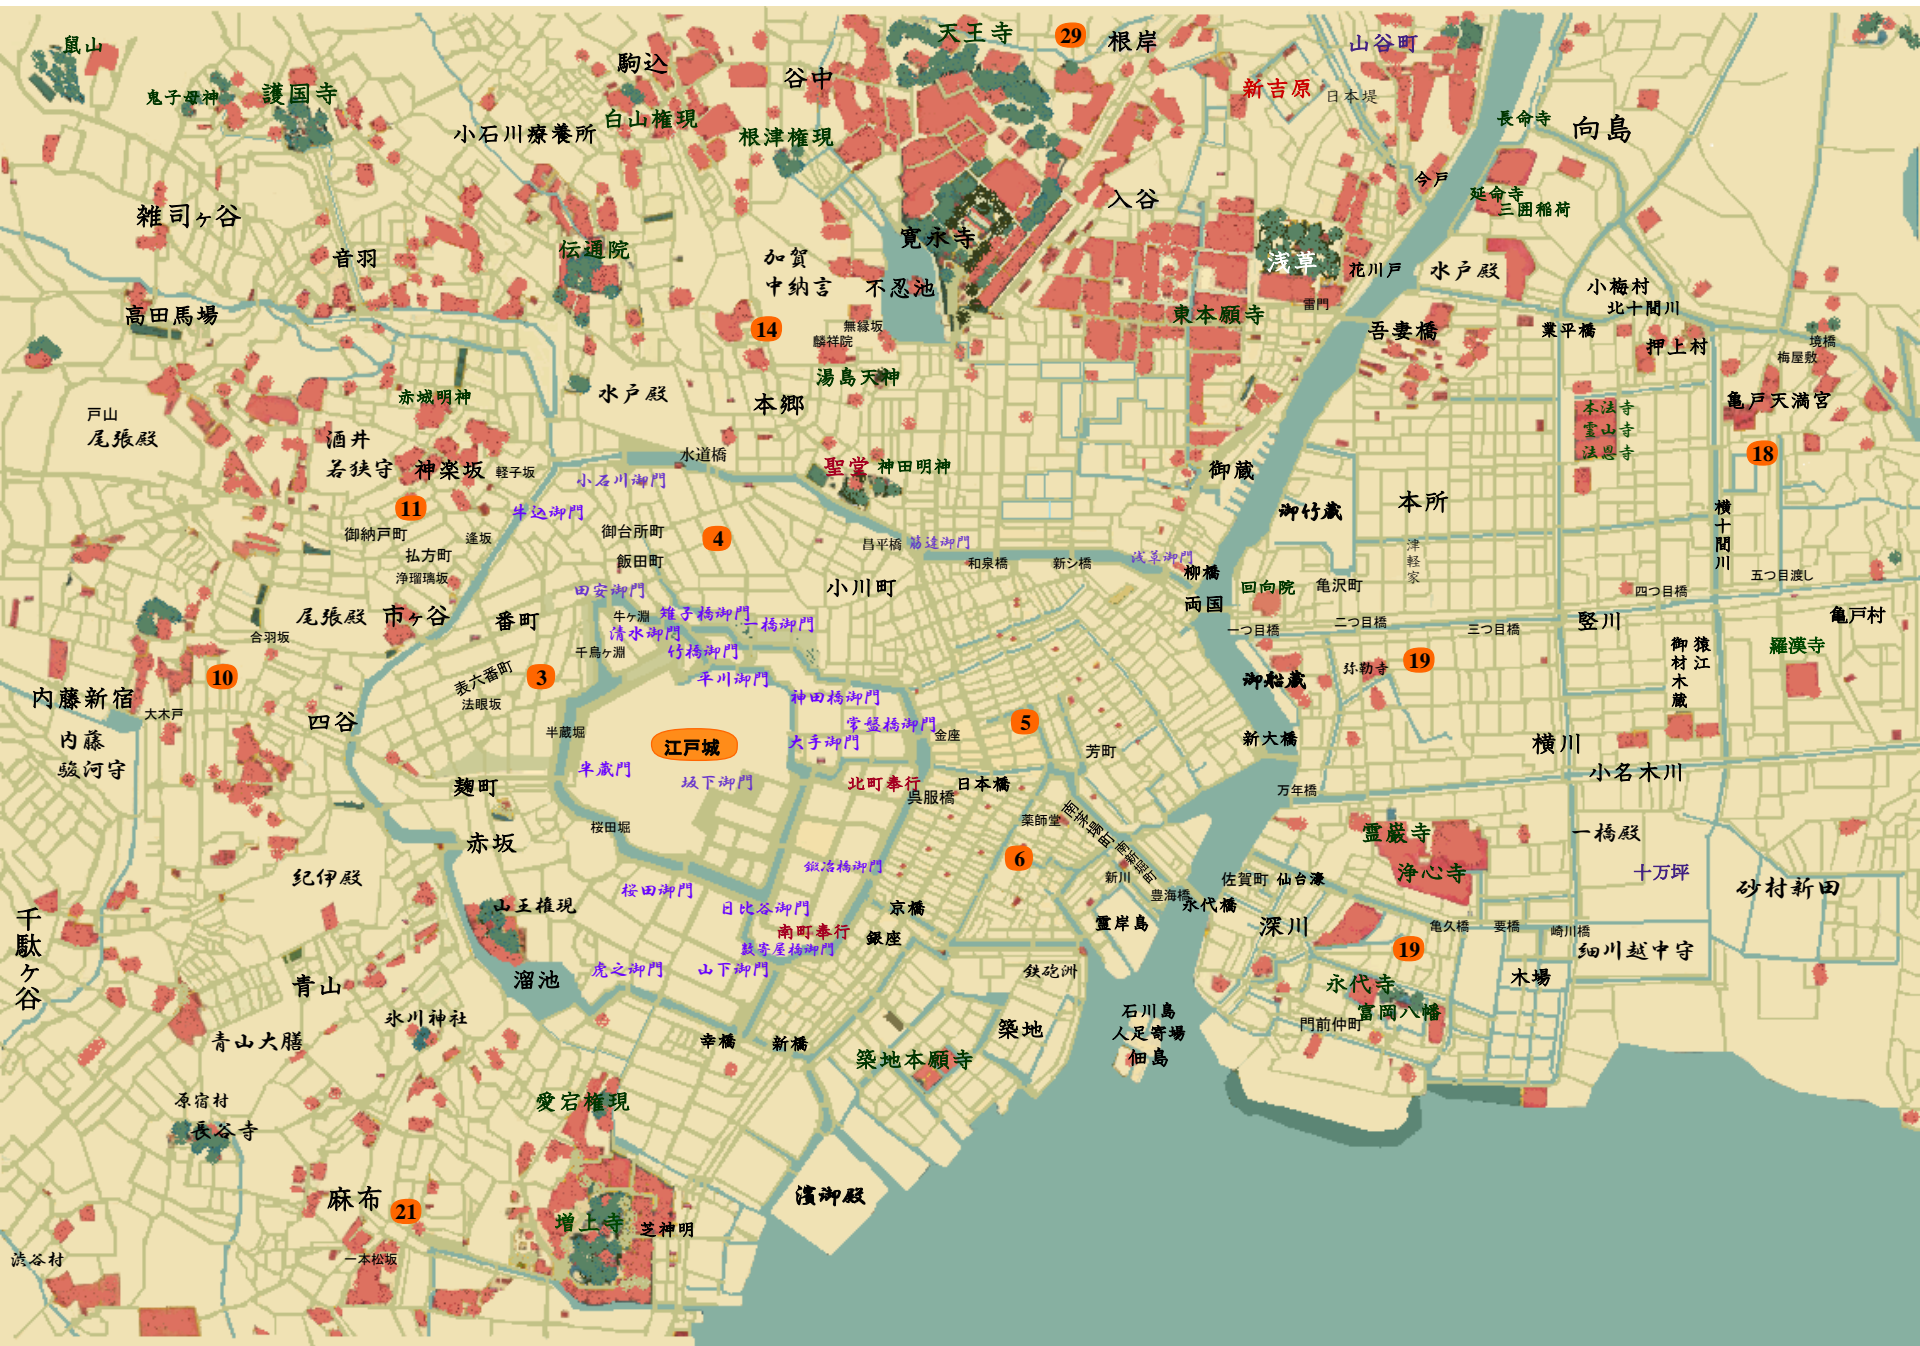 鼠山
鬼子母神
護国寺
雑司ヶ谷
音羽
高田馬場
小石川療養所
駒込
白山権現
谷中
根津権現
天王寺
29
根岸
新吉原
日本堤
山谷町
長命寺
向島
今戸
延命寺
三囲稲荷
入谷
寛永寺
不忍池
伝通院
加賀
中納言
14
無縁坂
麟祥院
湯島天神
浅草
花川戸
水戸殿
雷門
東本願寺
吾妻橋
小梅村
北十間川
業平橋
押上村
境橋
梅屋敷
亀戸天満宮
18
本法寺
霊山寺
法恩寺
戸山
尾張殿
赤城明神
酒井
若狭守
神楽坂
軽子坂
水戸殿
本郷
水道橋
聖堂
神田明神
御蔵
御竹蔵
本所
横十間川
11
御納戸町
払方町
逢坂
浄瑠璃坂
小石川御門
牛込御門
御台所町
飯田町
4
小川町
昌平橋
筋違御門
和泉橋
新シ橋
浅草御門
柳橋
両国
回向院
亀沢町
津軽家
一つ目橋
二つ目橋
三つ目橋
四つ目橋
五つ目渡し
竪川
亀戸村
猿江
御材木蔵
羅漢寺
尾張殿
市ヶ谷
合羽坂
番町
田安御門
牛ヶ淵
雉子橋御門
一橋御門
清水御門
竹橋御門
千鳥ヶ淵
平川御門
表六番町
法眼坂
3
10
内藤新宿
大木戸
内藤
駿河守
四谷
半蔵堀
江戸城
神田橋御門
常盤橋御門
大手御門
金座
5
芳町
御船蔵
弥勒寺
19
新大橋
横川
小名木川
万年橋
半蔵門
坂下御門
北町奉行
呉服橋
日本橋
麹町
桜田堀
赤坂
薬師堂
南茅場町
南新堀町
6
新川
豊海橋
永代橋
霊岸島
佐賀町
仙台濠
霊巌寺
浄心寺
一橋殿
十万坪
砂村新田
深川
亀久橋
要橋
崎川橋
細川越中守
19
木場
永代寺
富岡八幡
門前仲町
紀伊殿
山王権現
溜池
桜田御門
鍛冶橋御門
日比谷御門
南町奉行
数寄屋橋御門
京橋
銀座
虎之御門
山下御門
鉄砲洲
石川島
人足寄場
佃島
築地
築地本願寺
幸橋
新橋
千駄ヶ谷
青山
青山大膳
氷川神社
原宿村
長谷寺
愛宕権現
麻布
21
一本松坂
渋谷村
増上寺
芝神明
濱御殿